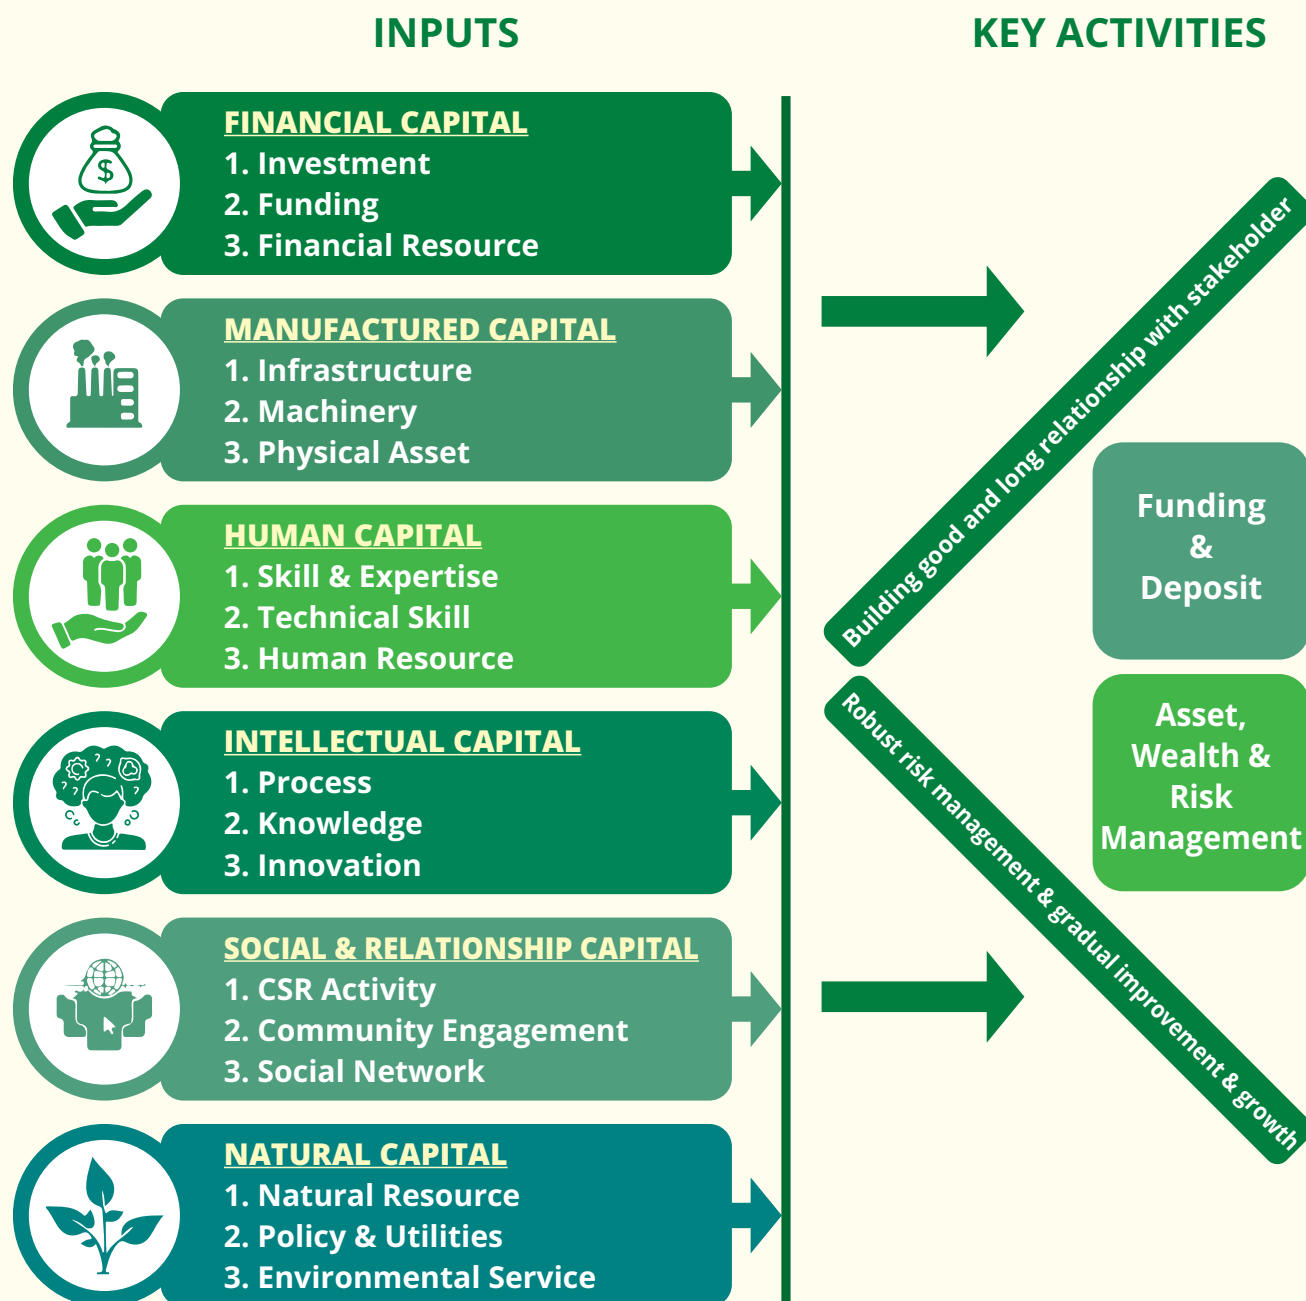 INPUTS
KEY ACTIVITIES
FINANCIAL CAPITAL
1. Investment
2. Funding
3. Financial Resource
$
MANUFACTURED CAPITAL
1. Infrastructure
2. Machinery
3. Physical Asset
HUMAN CAPITAL
1. Skill & Expertise
2. Technical Skill
3. Human Resource
INTELLECTUAL CAPITAL
1. Process
2. Knowledge
3. Innovation
SOCIAL & RELATIONSHIP CAPITAL
1. CSR Activity
2. Community Engagement
3. Social Network
NATURAL CAPITAL
1. Natural Resource
2. Policy & Utilities
3. Environmental Service
Building good and long relationship with stakeholder
Funding
&
Deposit
Asset,
Wealth &
Risk
Management
Robust risk management & gradual improvement & growth